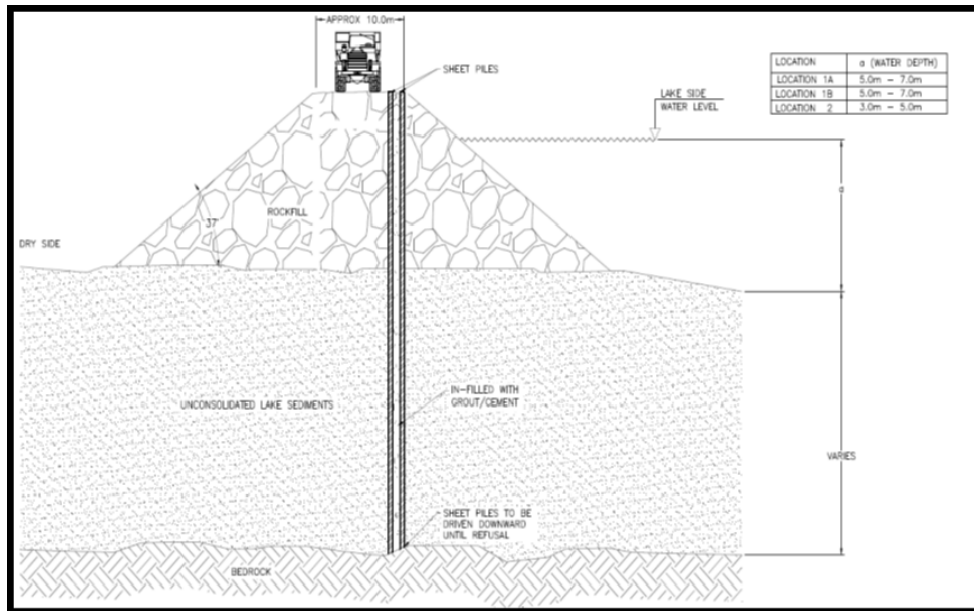 APPROX 10.0m
SHEET PILES
LOCATION a (WATER DEPTH)
LOCATION 1A 5.0m - 7.0m
LOCATION 1B 5.0m - 7.0m
LOCATION 2 3.0m - 5.0m
LAKE SIDE
WATER LEVEL
a
37
ROCKFILL
DRY SIDE
IN-FILLED WITH
GROUT/CEMENT
UNCONSOLIDATED LAKE SEDIMENTS
VARIES
SHEET PILES TO BE
DRIVEN DOWNWARD
UNTIL REFUSAL
BEDROCK